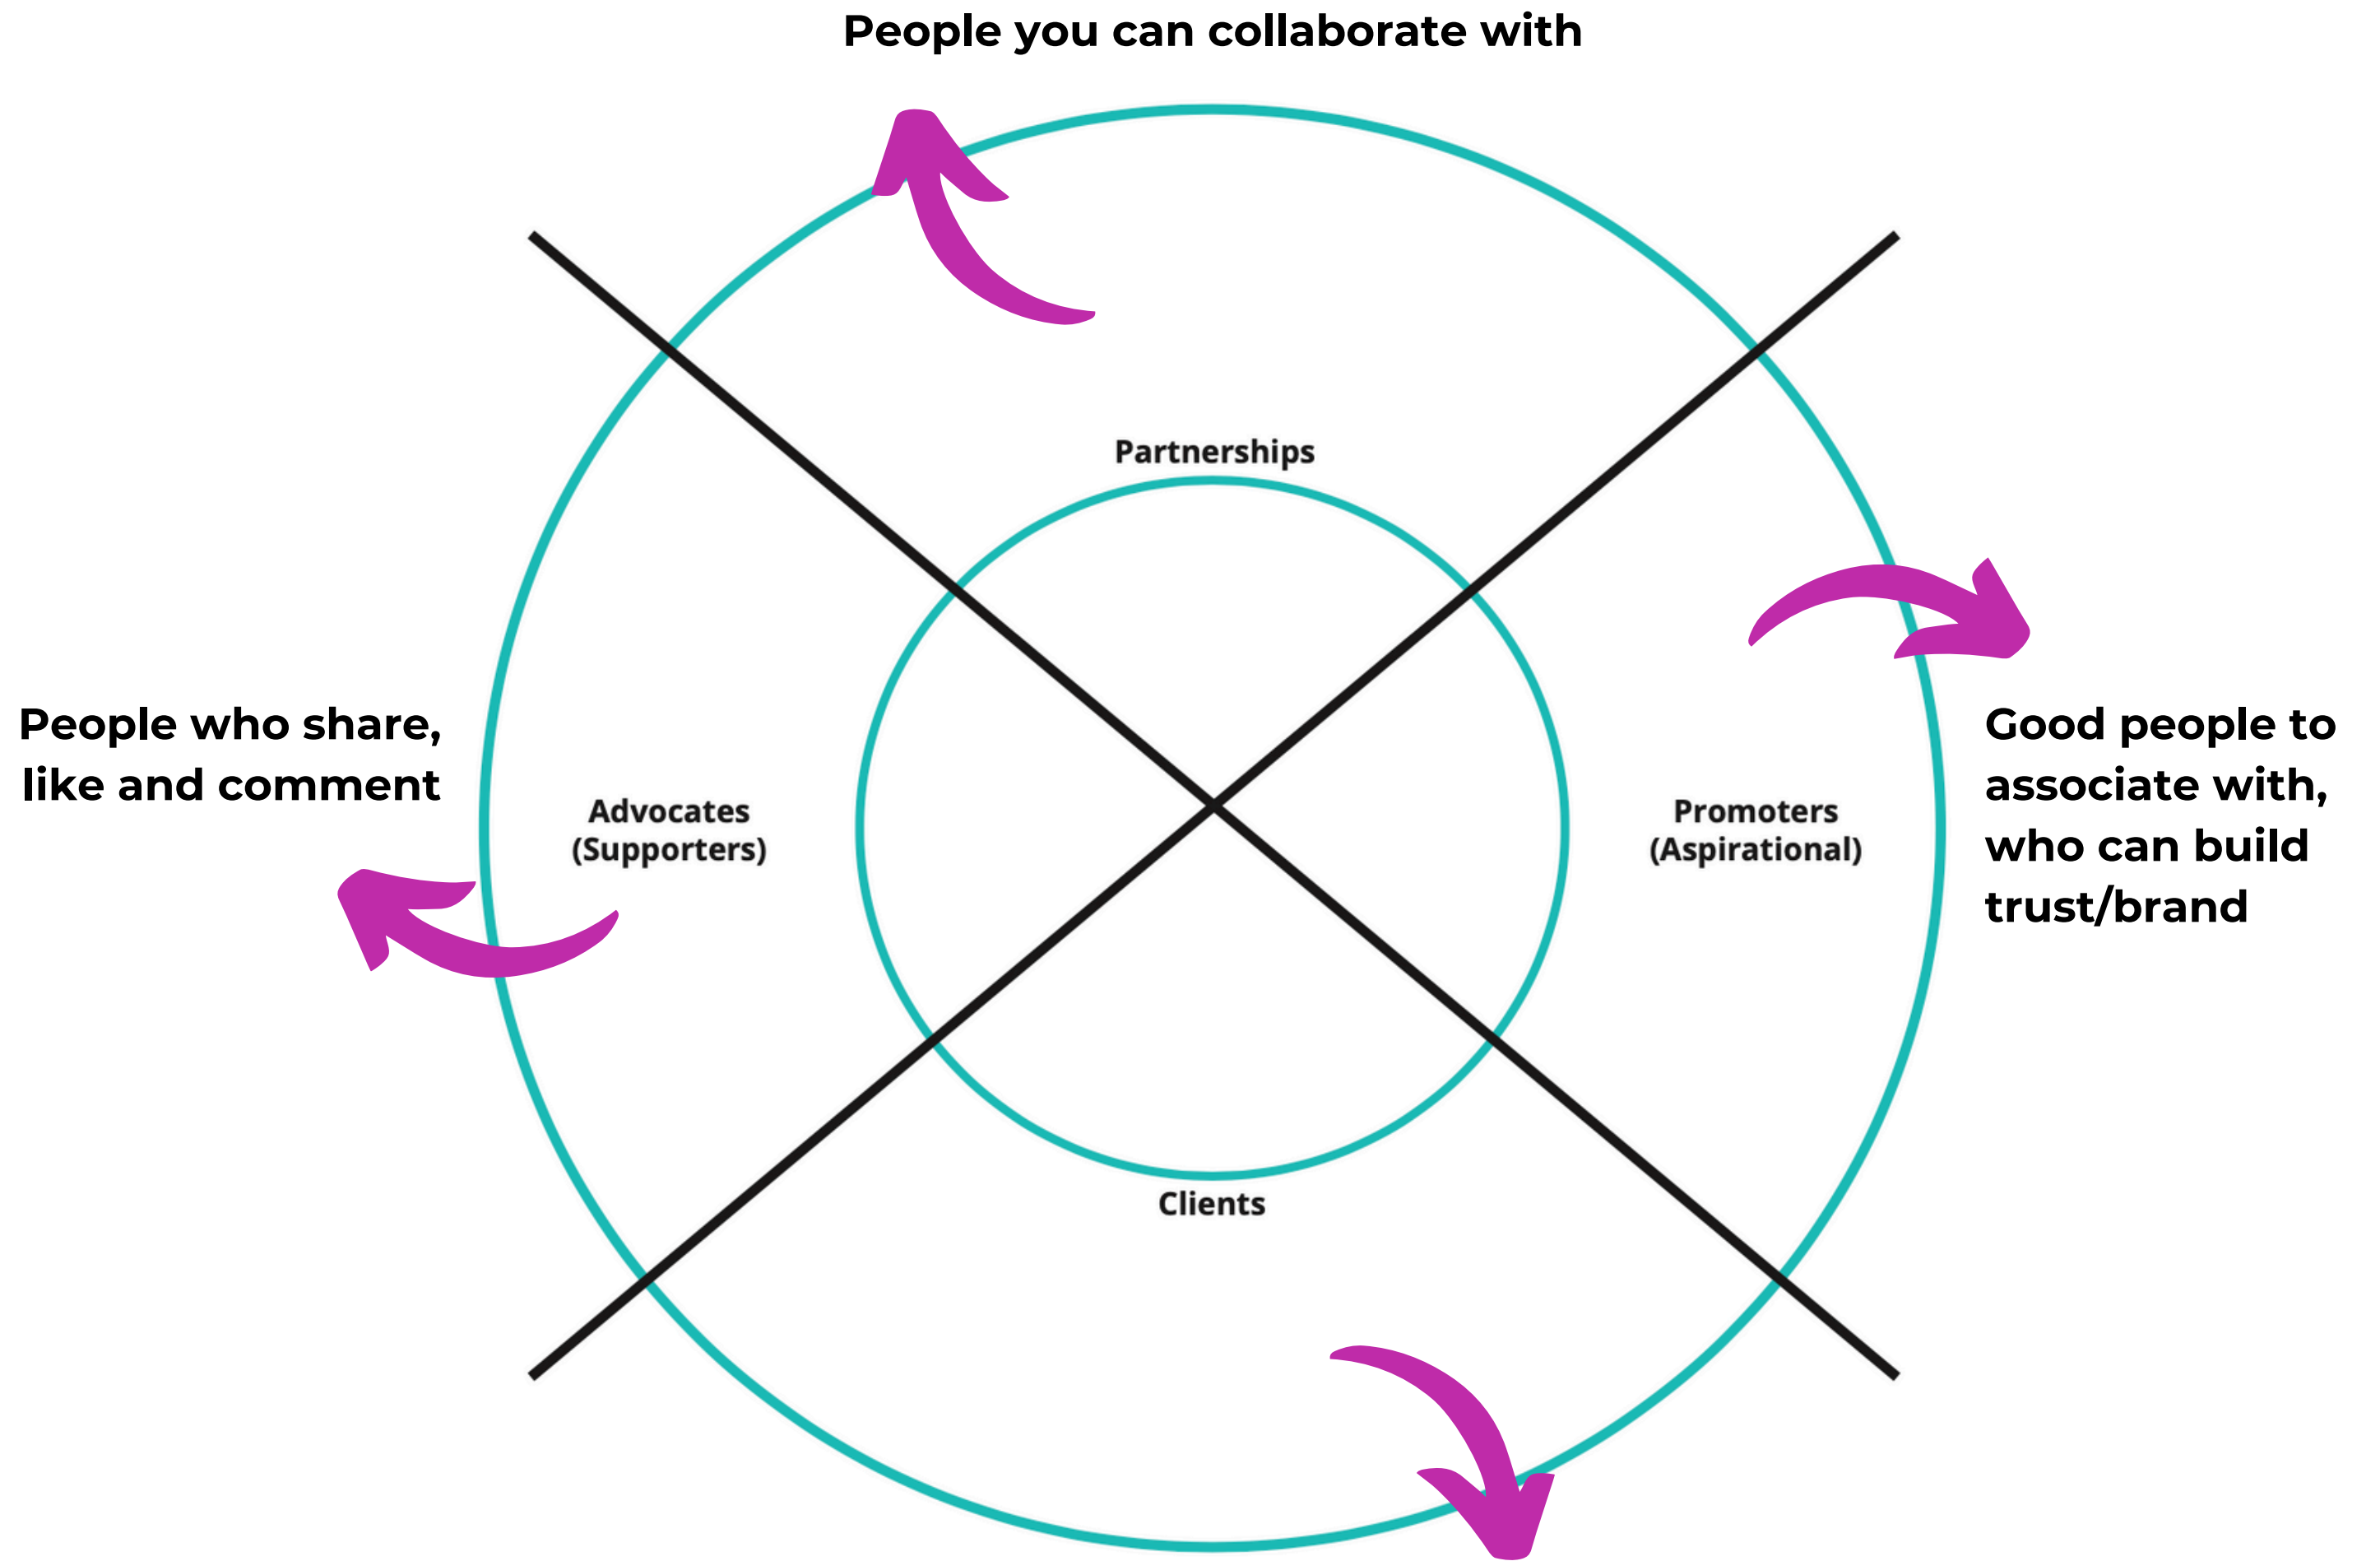 People you can collaborate with
Partnerships
People who share,
like and comment
Advocates
(Supporters)
Promoters
(Aspirational)
Good people to
associate with,
who can build
trust/brand
Clients